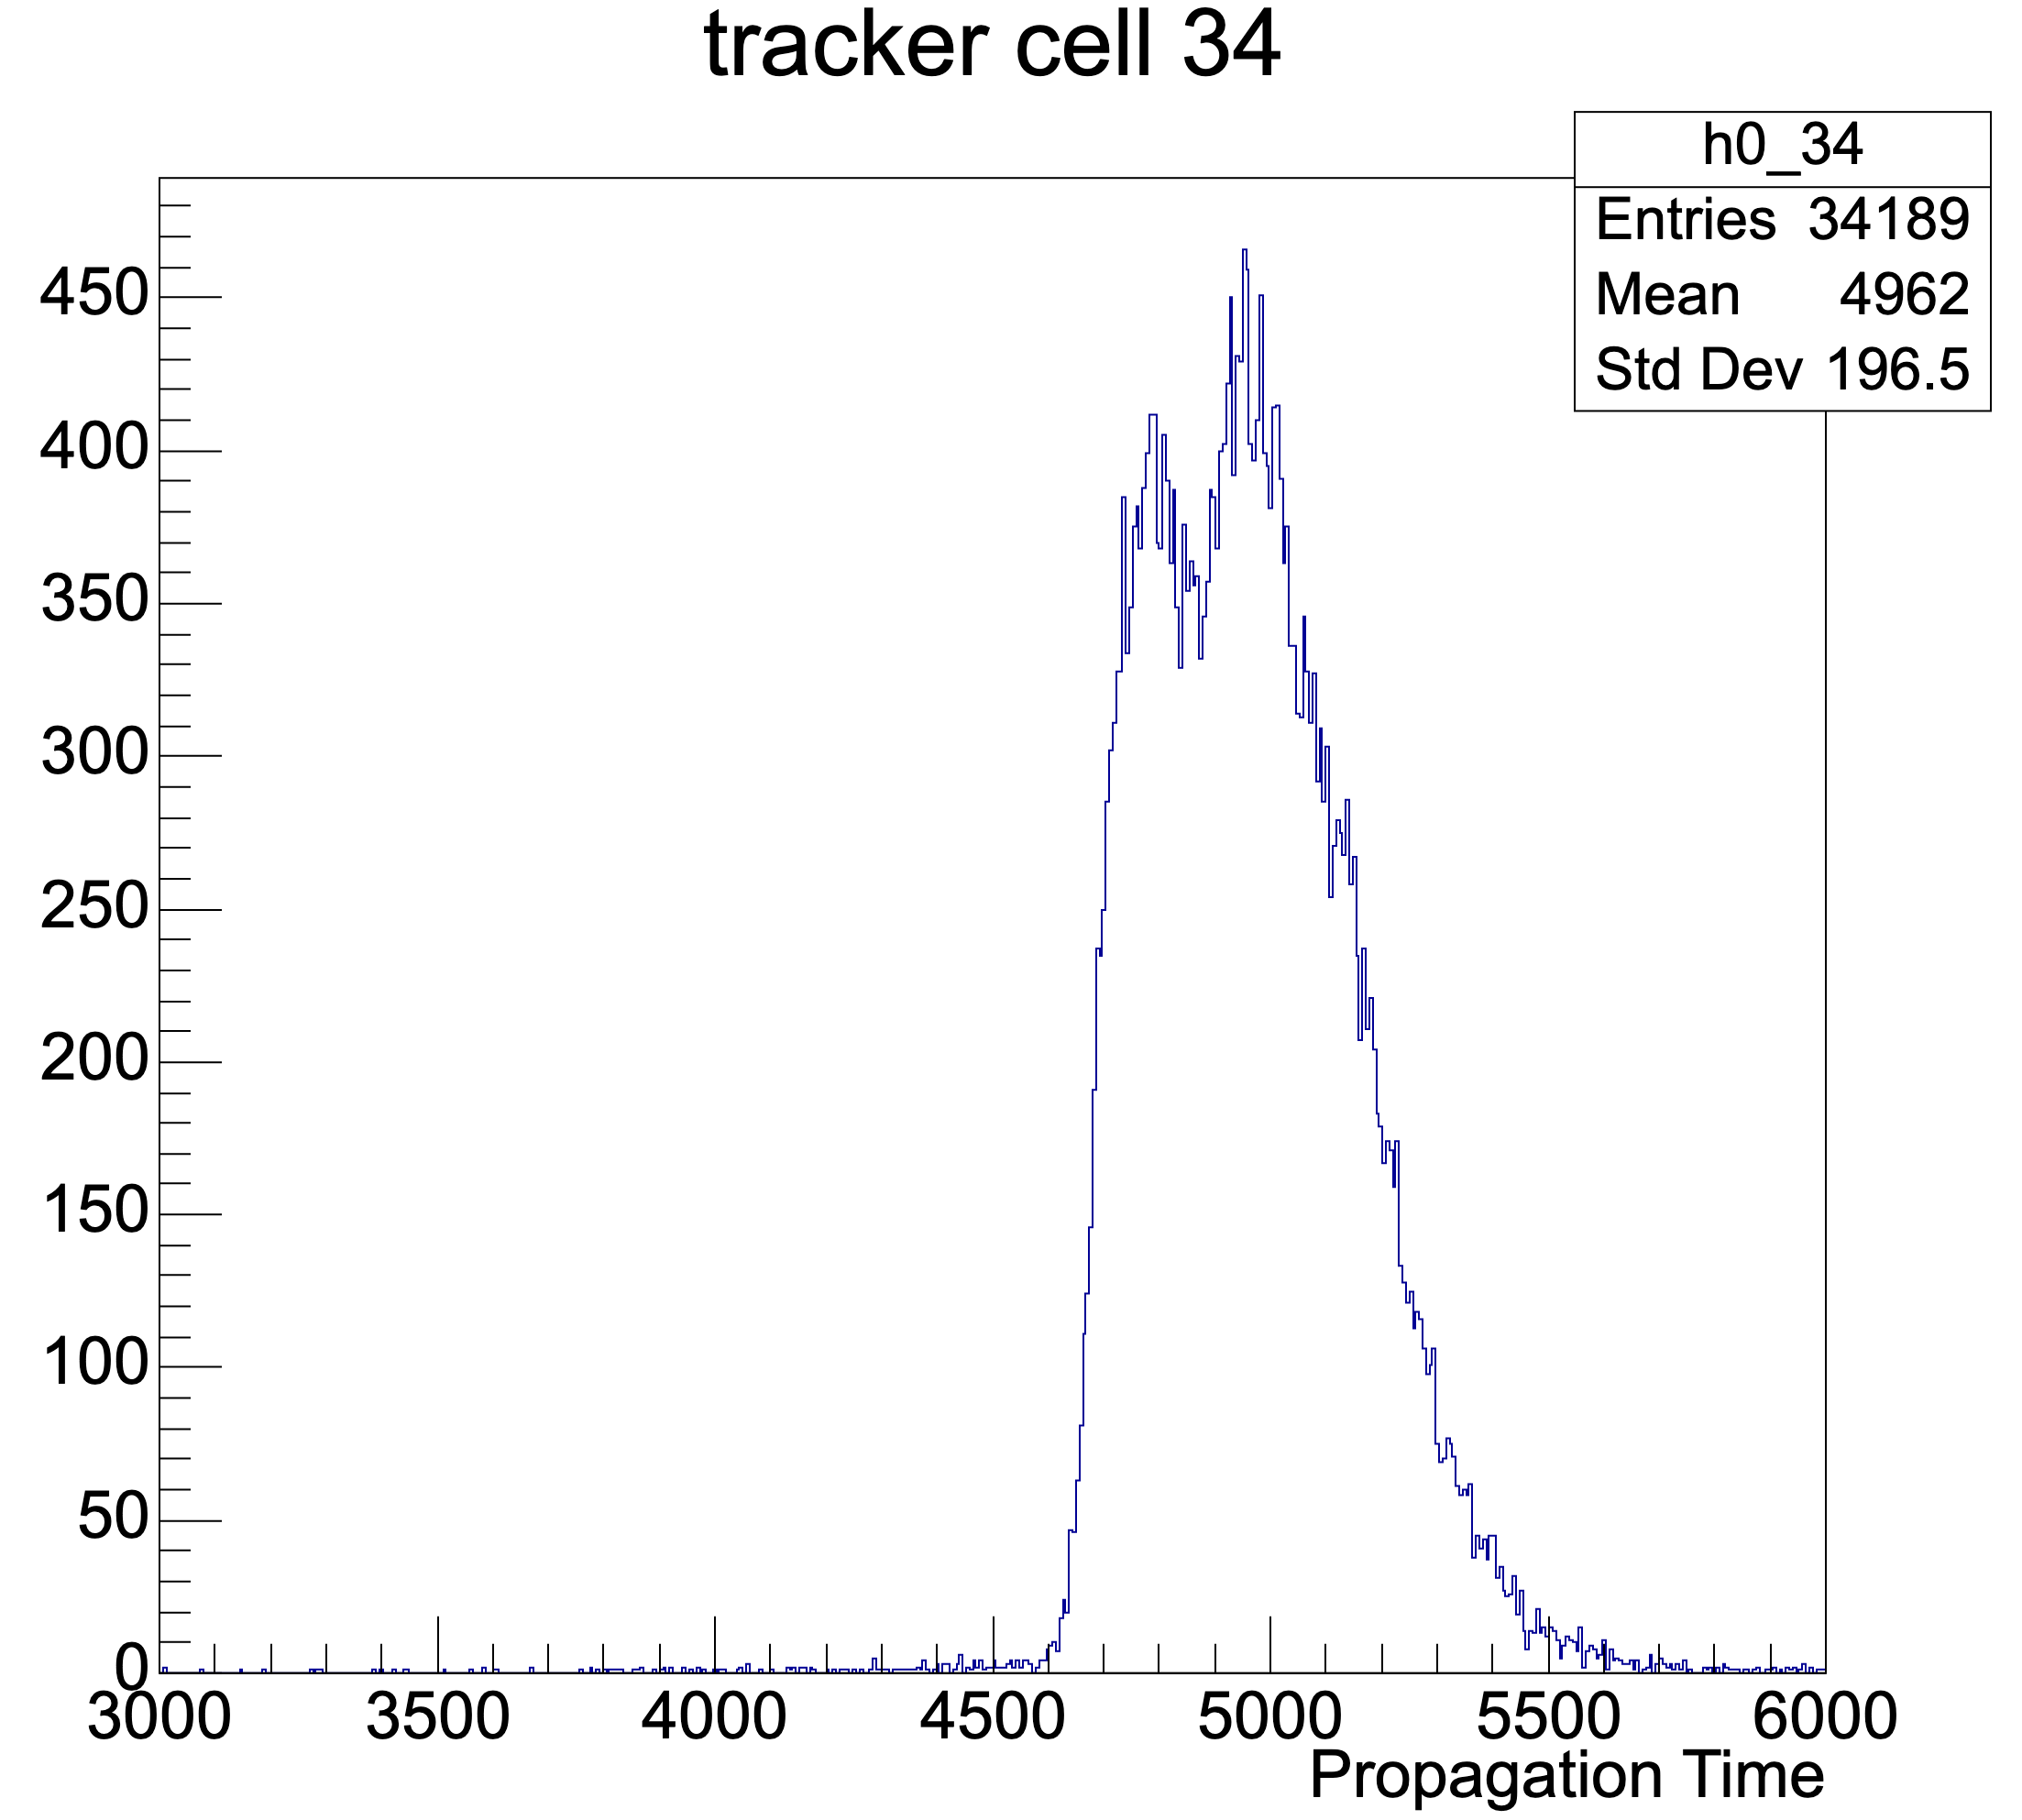 tracker cell 34
h0_34
Entries 34189
Mean 4962
Std Dev 196.5
450
400
350
300
250
200
150
100
50
0
3000 3500 4000 4500 5000 5500 6000
Propagation Time